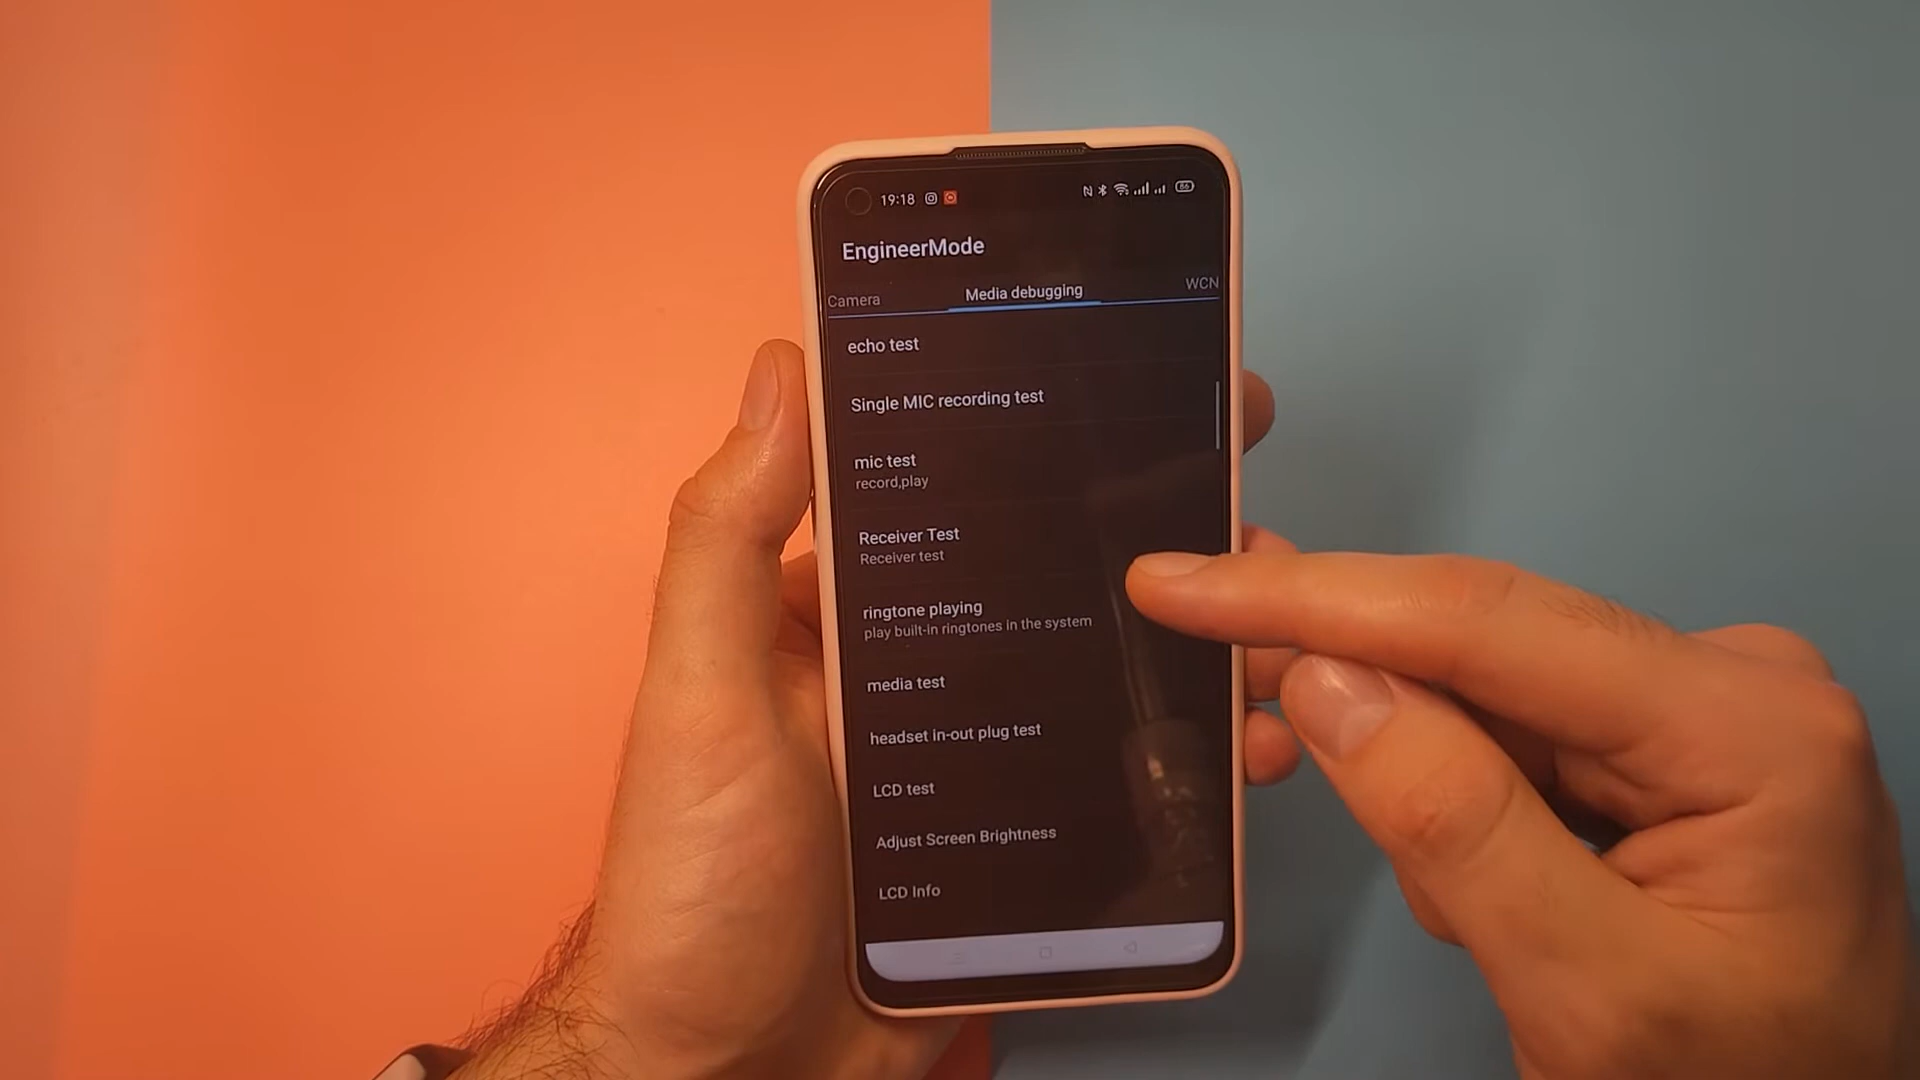 19:18
86
EngineerMode
Camera
Media debugging
WCN
echo test
Single MIC recording test
mic test
record,play
Receiver Test
Receiver test
ringtone playing
play built-in ringtones in the system
media test
headset in-out plug test
LCD test
Adjust Screen Brightness
LCD Info